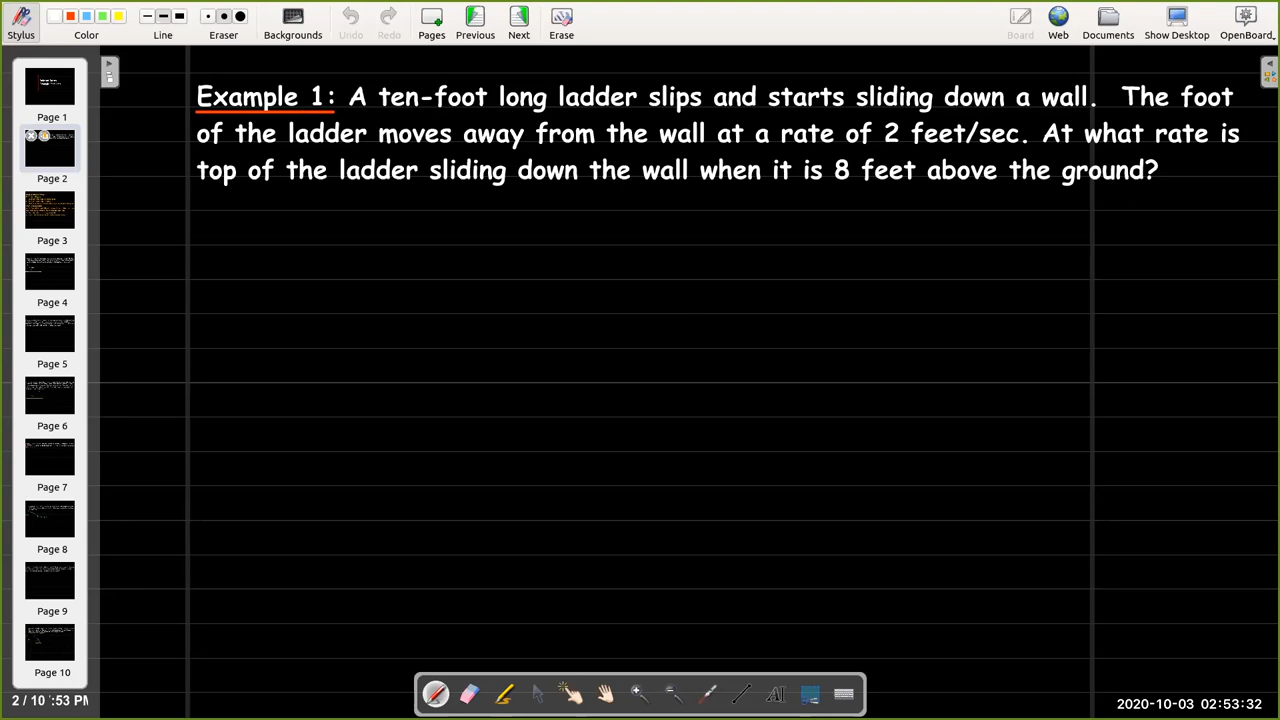 Stylus
Color
Line
Eraser
Backgrounds
Undo
Redo
Pages
Previous
Next
Erase
Board
Web
Documents
Show Desktop
OpenBoard
Example 1: A ten-foot long ladder slips and starts sliding down a wall. The foot
of the ladder moves away from the wall at a rate of 2 feet/sec. At what rate is
top of the ladder sliding down the wall when it is 8 feet above the ground?
Page 1
Page 2
Page 3
Page 4
Page 5
Page 6
Page 7
Page 8
Page 9
Page 10
2 / 10
:53 PM
AI
2020-10-03 02:53:32